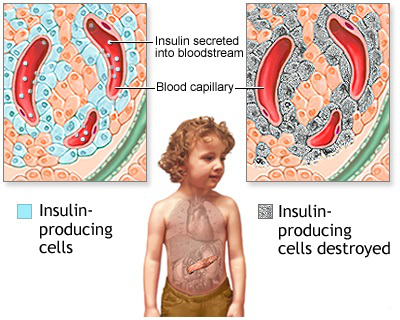 Insulin secreted
into bloodstream
Blood capillary
Insulin-
producing
cells
Insulin-
producing
cells destroyed